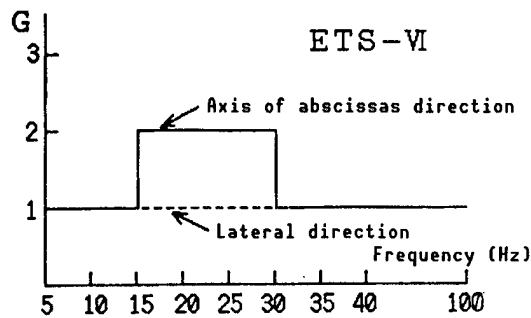 G
ETS-VI
3
Axis of abscissas direction
2
1
Lateral direction
Frequency (Hz)
5 10 15 20 25 30 35 40 100